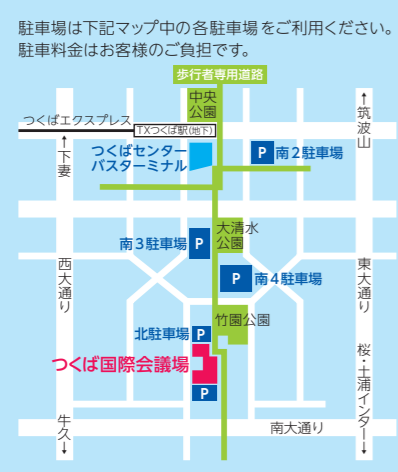 駐車場は下記マップ中の各駐車場をご利用ください。
駐車料金はお客様のご負担です。
歩行者専用道路
中央
公園
つくばエクスプレス
TXつくば駅(地下)
↑
筑波山
←下妻
つくばセンター
バスターミナル
P 南2駐車場
大清水
公園
南3駐車場 P
P 南4駐車場
西大通り
東大通り
竹園公園
北駐車場 P
つくば国際会議場
P
桜・土浦インター→
牛久→
南大通り